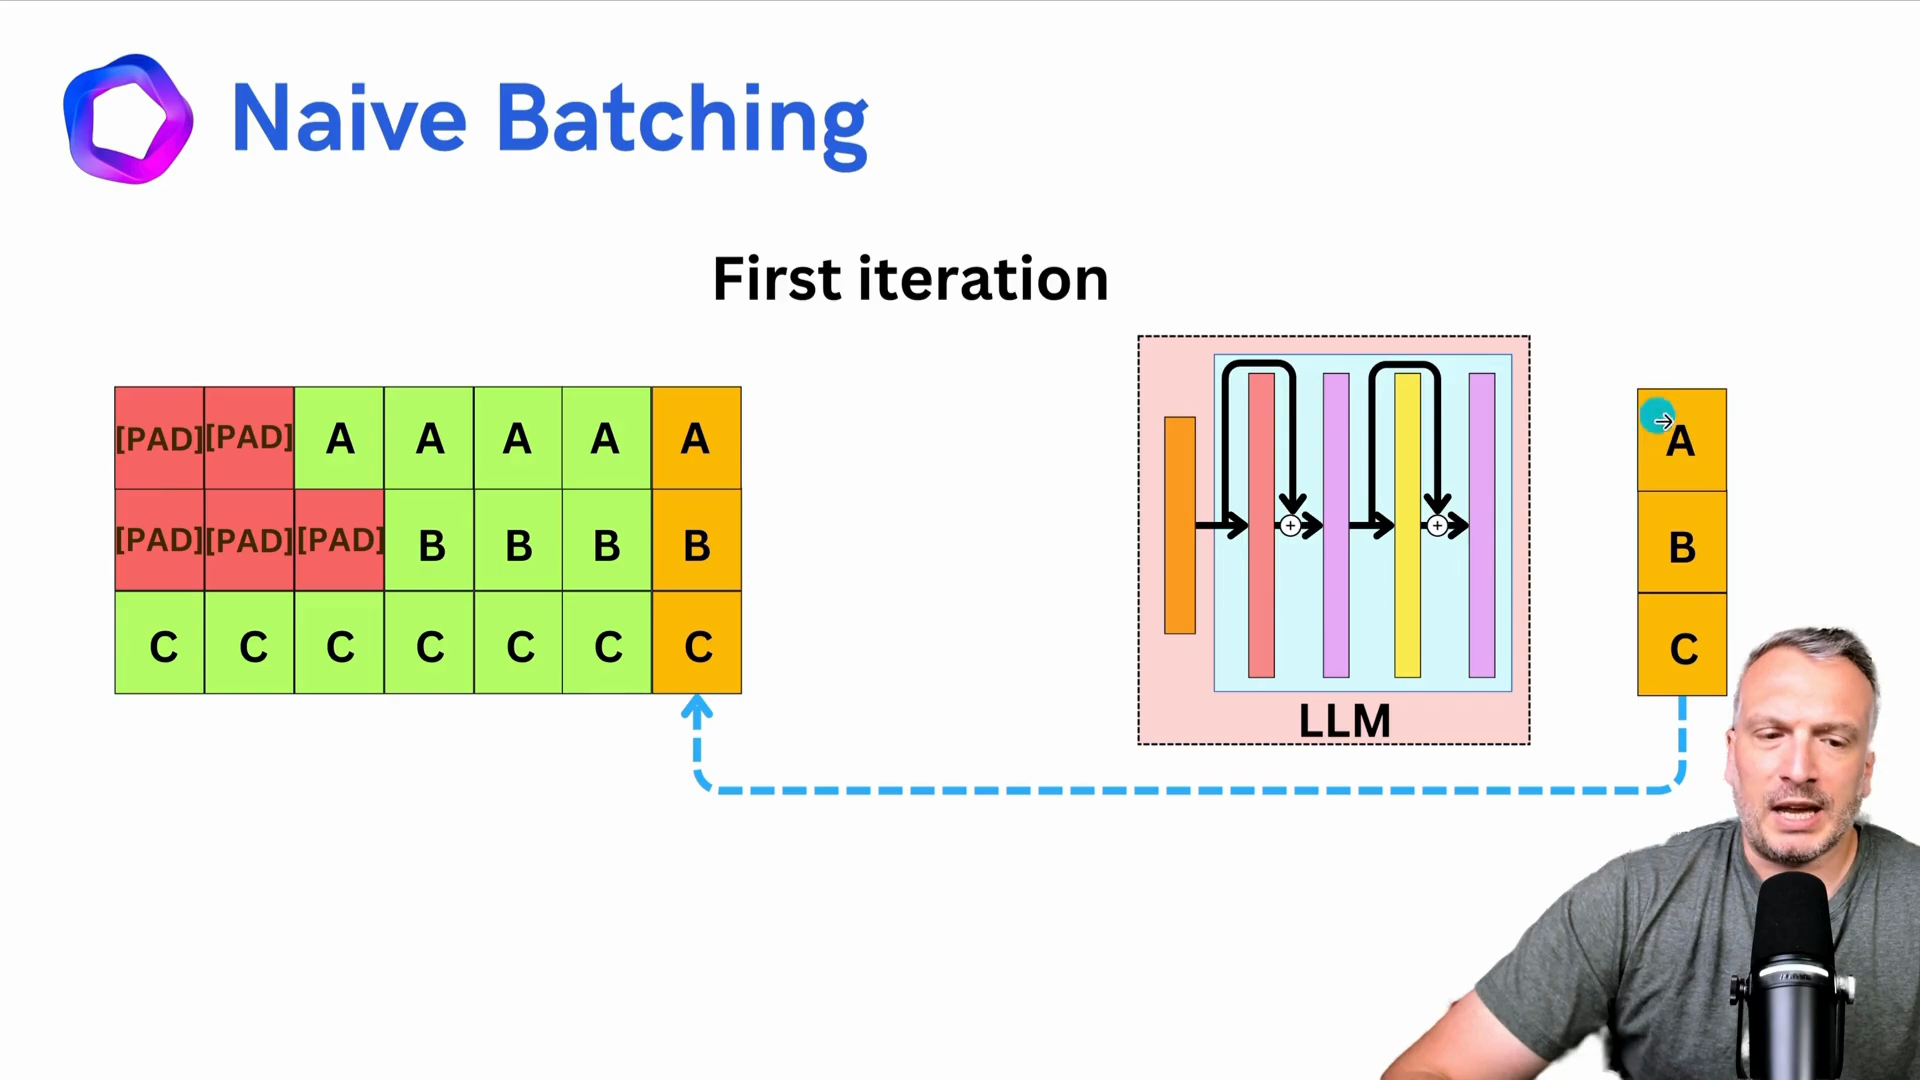 Naive Batching
First iteration
[PAD] [PAD] A A A A A
[PAD] [PAD] [PAD] B B B B
C C C C C C C
+ +
LLM
A
B
C